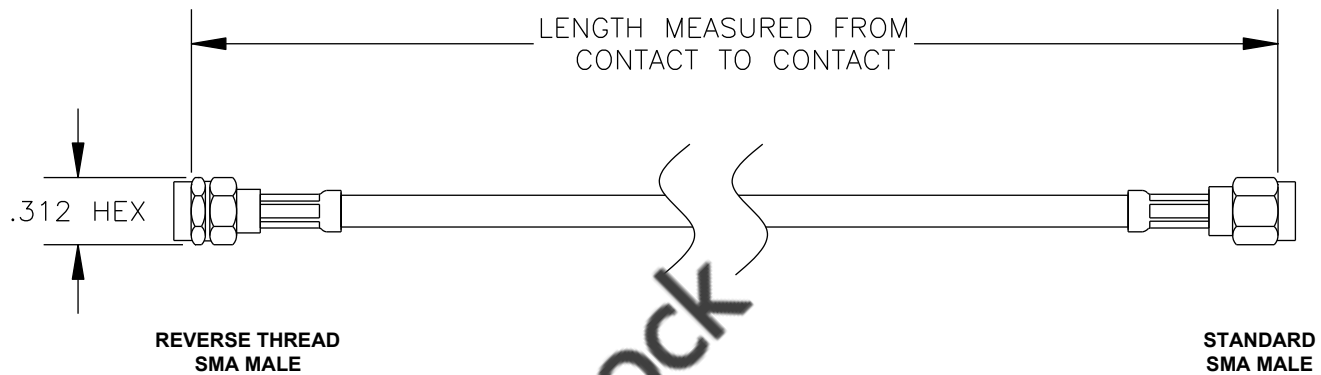 LENGTH MEASURED FROM
CONTACT TO CONTACT
.312 HEX
REVERSE THREAD
SMA MALE
STANDARD
SMA MALE